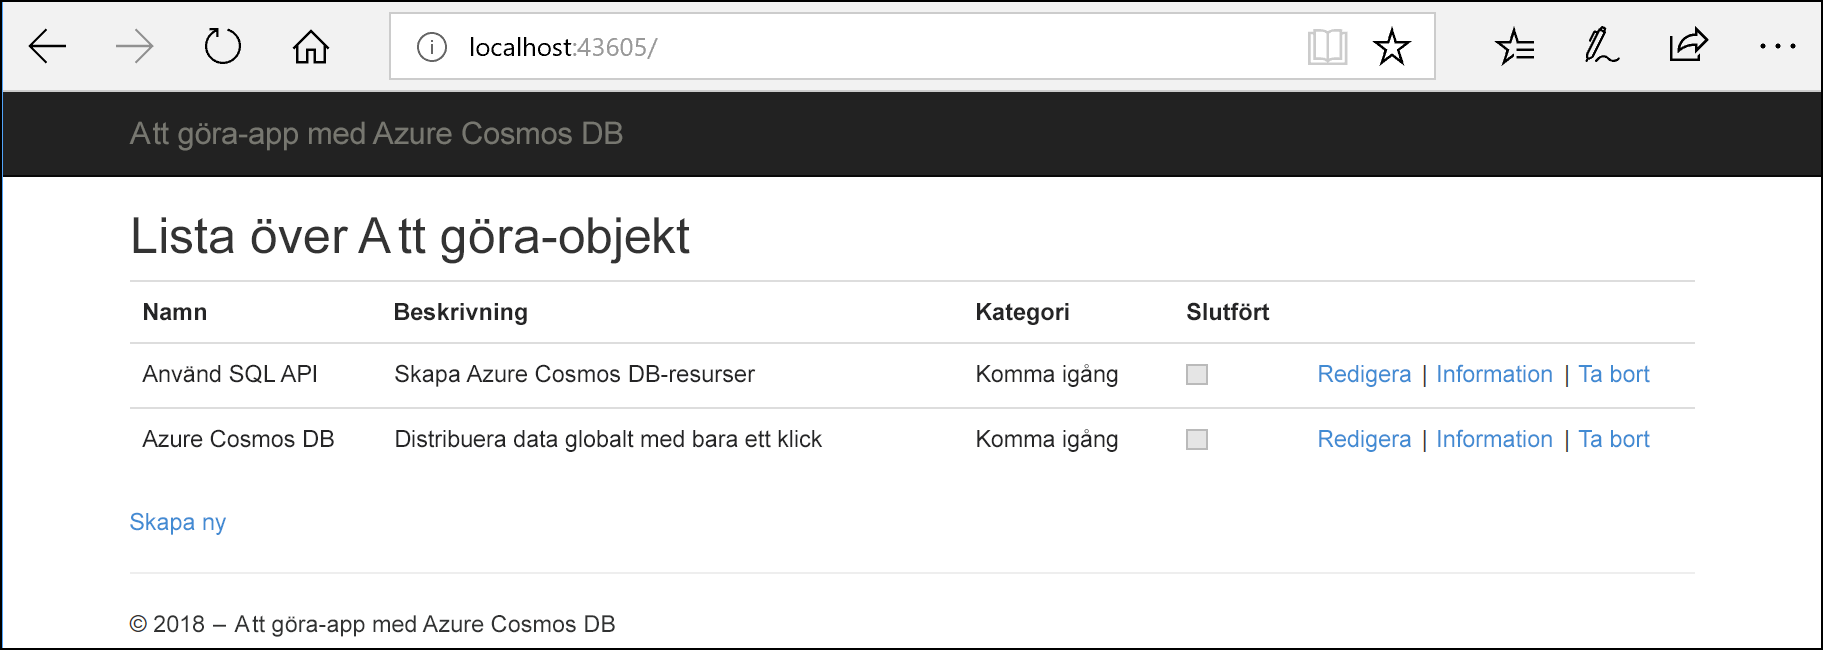 localhost:43605/
Att göra-app med Azure Cosmos DB
Lista över Att göra-objekt
Namn Beskrivning Kategori Slutfört
Använd SQL API Skapa Azure Cosmos DB-resurser Komma igång Redigera | Information | Ta bort
Azure Cosmos DB Distribuera data globalt med bara ett klick Komma igång Redigera | Information | Ta bort
Skapa ny
© 2018 – Att göra-app med Azure Cosmos DB